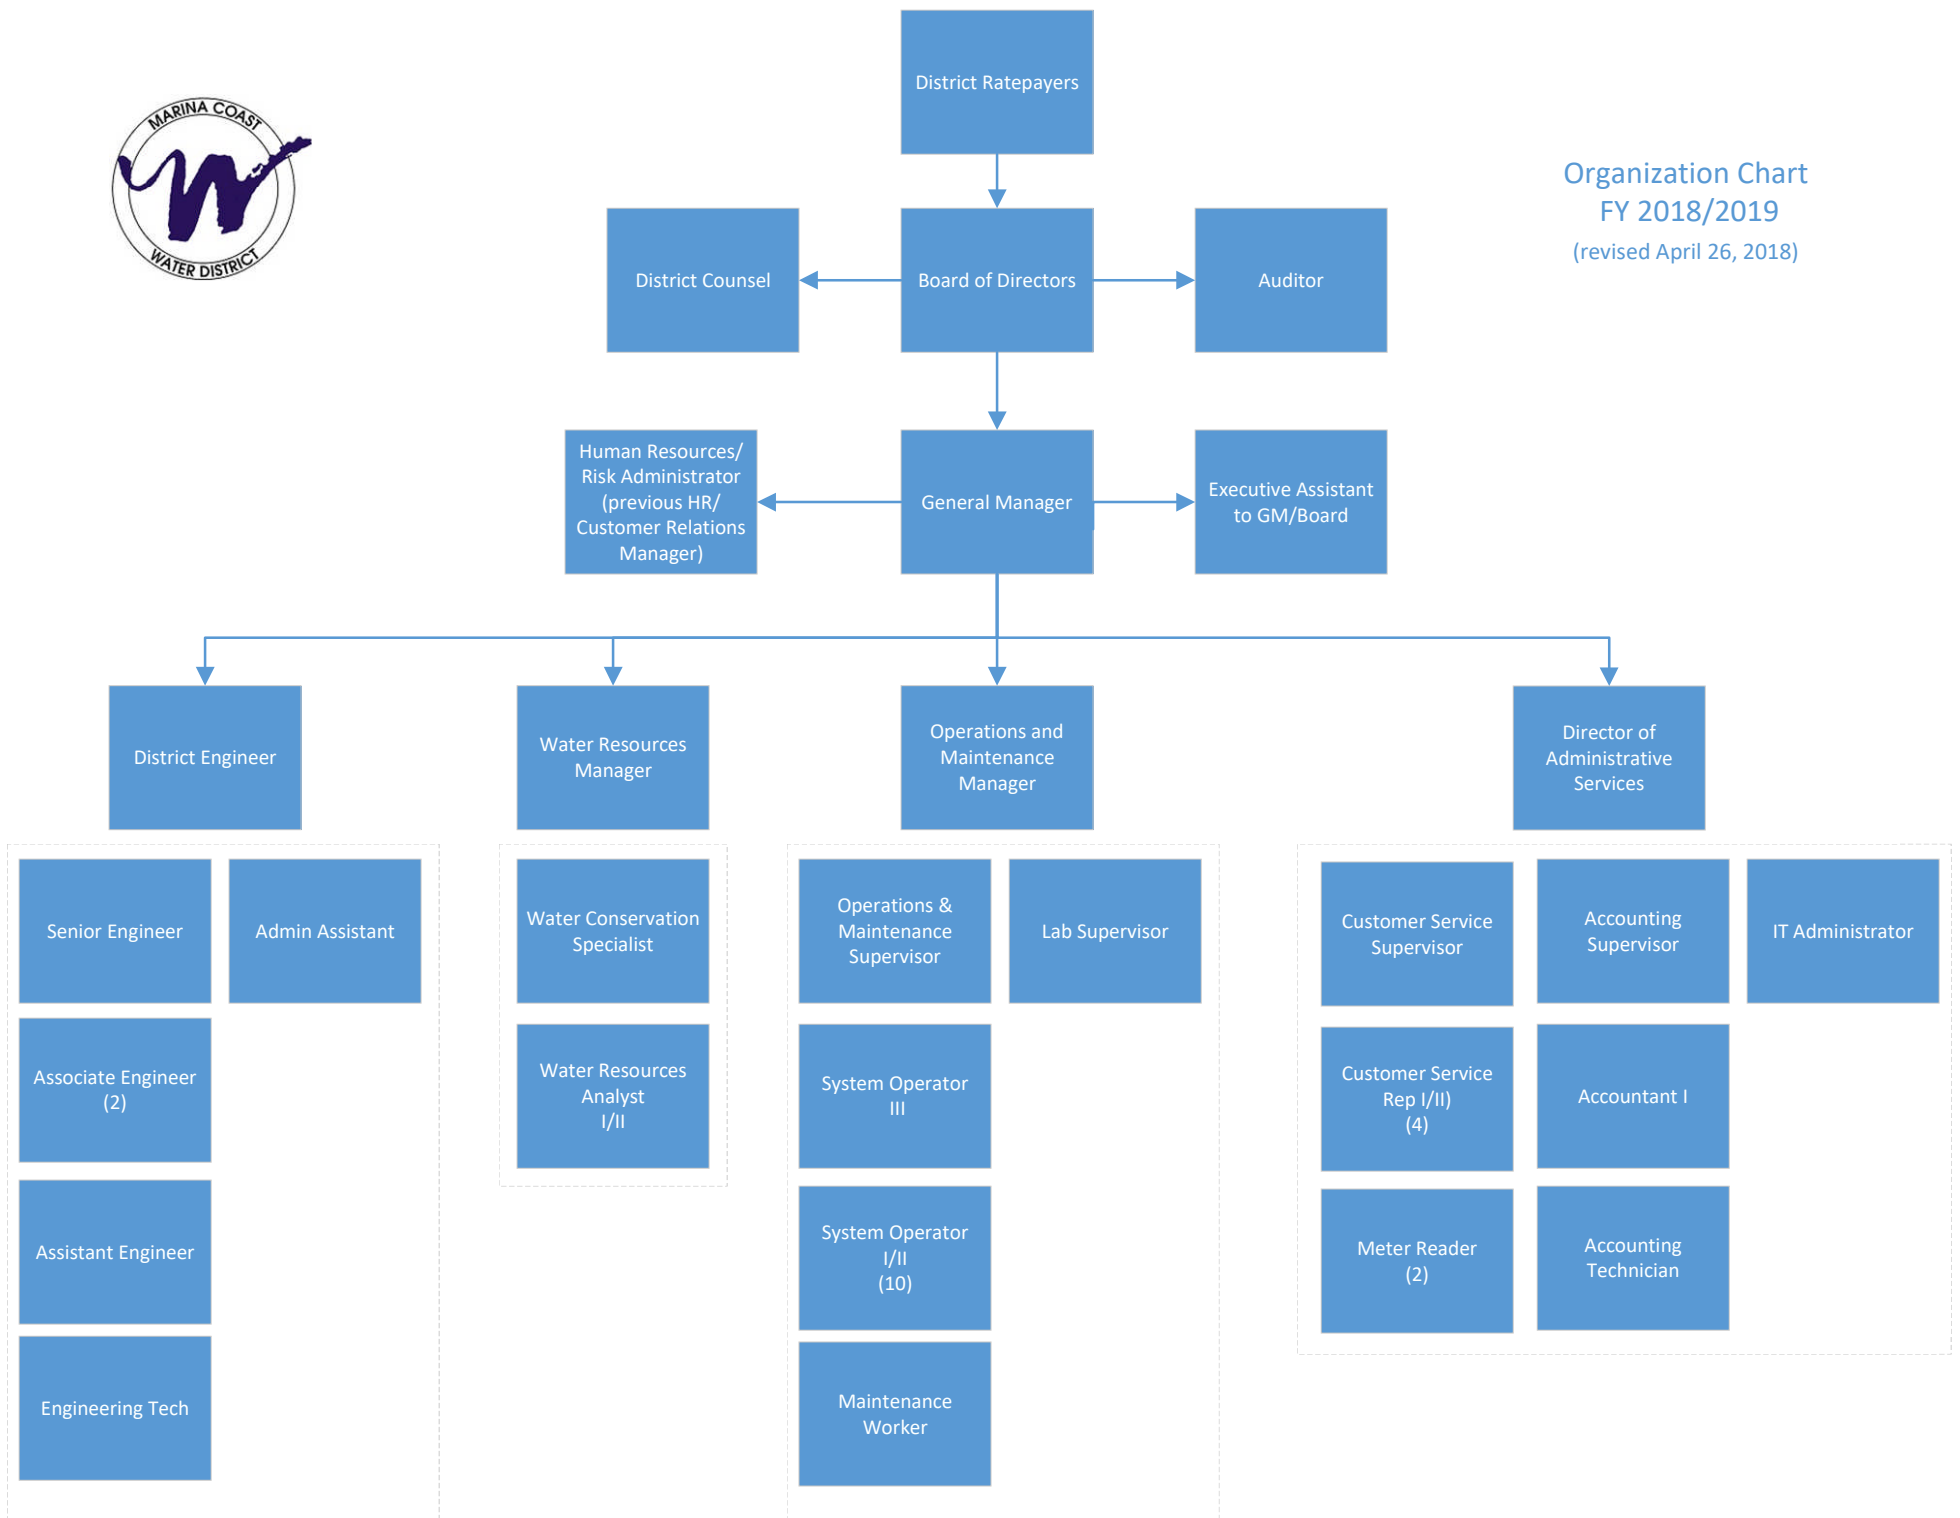 MARINA COAST
WATER DISTRICT
Organization Chart
FY 2018/2019
(revised April 26, 2018)
District Ratepayers
District Counsel
Board of Directors
Auditor
Human Resources/
Risk Administrator
(previous HR/
Customer Relations
Manager)
General Manager
Executive Assistant
to GM/Board
District Engineer
Water Resources
Manager
Operations and
Maintenance
Manager
Director of
Administrative
Services
Senior Engineer
Admin Assistant
Associate Engineer
(2)
Assistant Engineer
Engineering Tech
Water Conservation
Specialist
Water Resources
Analyst
I/II
Operations &
Maintenance
Supervisor
Lab Supervisor
System Operator
III
System Operator
I/II
(10)
Maintenance
Worker
Customer Service
Supervisor
Accounting
Supervisor
IT Administrator
Customer Service
Rep I/II)
(4)
Accountant I
Meter Reader
(2)
Accounting
Technician